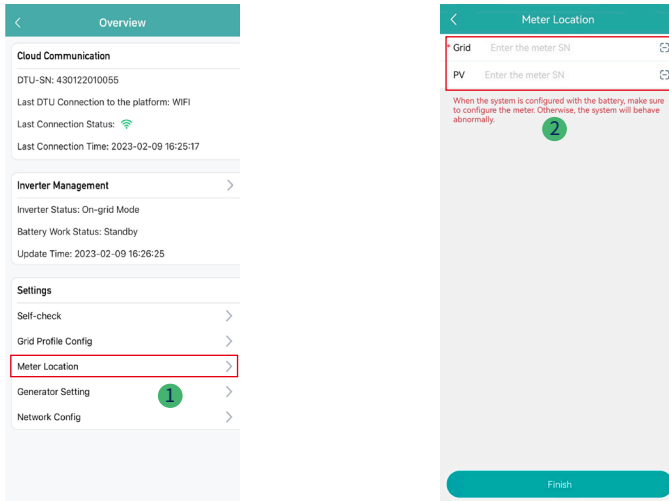 Overview
Cloud Communication
DTU-SN: 430122010055
Last DTU Connection to the platform: WIFI
Last Connection Status:
Last Connection Time: 2023-02-09 16:25:17
Inverter Management
Inverter Status: On-grid Mode
Battery Work Status: Standby
Update Time: 2023-02-09 16:26:25
Settings
Self-check
Grid Profile Config
Meter Location
Generator Setting
1
Network Config
Meter Location
* Grid Enter the meter SN
PV Enter the meter SN
When the system is configured with the battery, make sure
to configure the meter. Otherwise, the system will behave
abnormally.
2
Finish